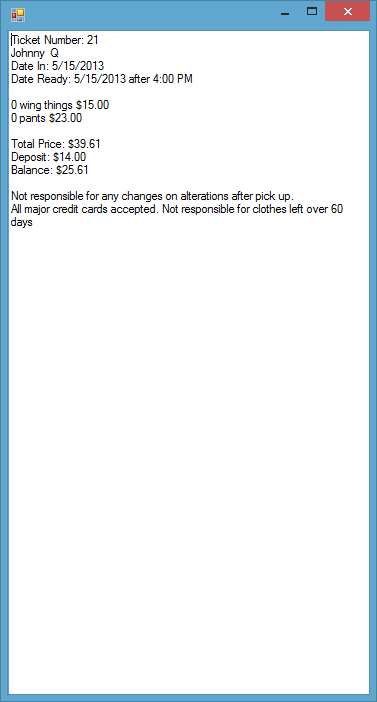 Ticket Number: 21
Johnny  Q
Date In: 5/15/2013
Date Ready: 5/15/2013 after 4:00 PM
0 wing things $15.00
0 pants $23.00
Total Price: $39.61
Deposit: $14.00
Balance: $25.61
Not responsible for any changes on alterations after pick up.
All major credit cards accepted. Not responsible for clothes left over 60
days